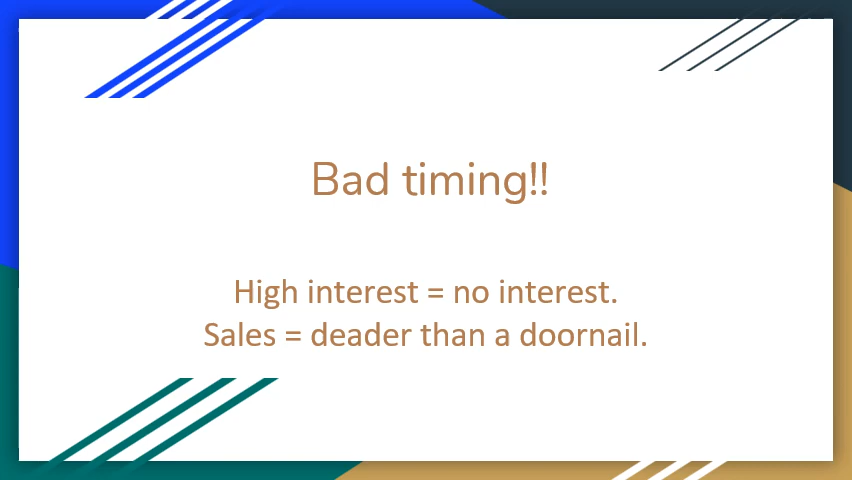 Bad timing!!
High interest = no interest.
Sales = deader than a doornail.